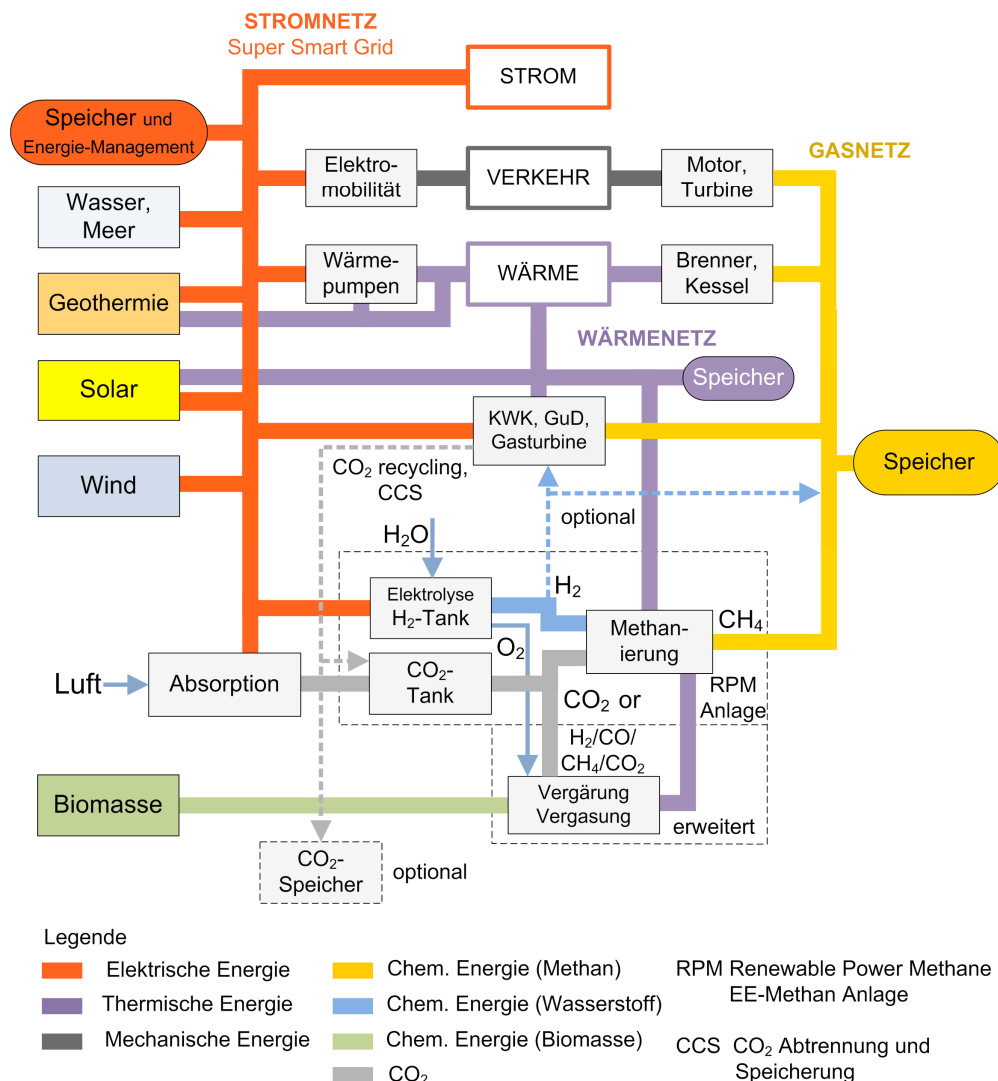 STROMNETZ
Super Smart Grid
STROM
Speicher und
Energie-Management
GASNETZ
Elektro-
mobilität
VERKEHR
Motor,
Turbine
Wasser,
Meer
Wärme-
pumpen
WÄRME
Brenner,
Kessel
Geothermie
WÄRMENETZ
Solar
Speicher
KWK, GuD,
Gasturbine
Speicher
Wind
CO₂ recycling,
CCS
optional
H₂O
Elektrolyse
H₂-Tank
H₂
Methan-
ierung
CH₄
O₂
Luft
Absorption
CO₂-
Tank
CO₂ or
RPM
Anlage
H₂/CO/
CH₄/CO₂
Biomasse
Vergärung
Vergasung
erweitert
CO₂-
Speicher
optional
Legende
Elektrische Energie
Thermische Energie
Mechanische Energie
Chem. Energie (Methan)
Chem. Energie (Wasserstoff)
Chem. Energie (Biomasse)
CO₂
RPM Renewable Power Methane
EE-Methan Anlage
CCS CO₂ Abtrennung und
Speicherung